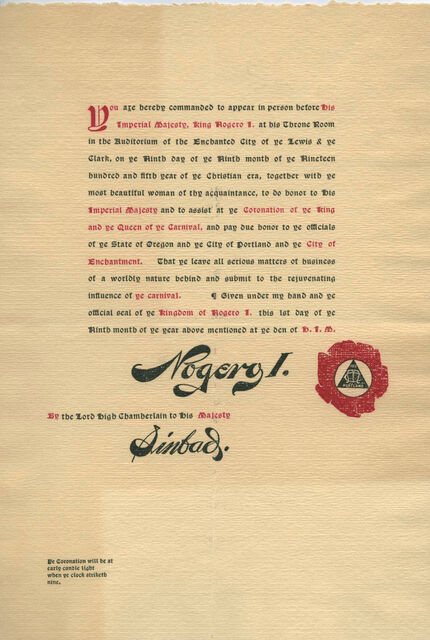 You are hereby commanded to appear in person before His
Imperial Majesty, King Nogero I. at his Throne Room
in the Auditorium of the Enchanted City of ye Lewis & ye
Clark, on ye Ninth day of ye Ninth month of ye Nineteen
hundred and fifth year of ye Christian era, together with ye
most beautiful woman of thy acquaintance, to do honor to His
Imperial Majesty and to assist at ye Coronation of ye King
and ye Queen of ye Carnival, and pay due honor to ye officials
of ye State of Oregon and ye City of Portland and ye City of
Enchantment. That ye leave all serious matters of business
of a worldly nature behind and submit to the rejuvenating
influence of ye carnival. ¶ Given under my hand and ye
official seal of ye Kingdom of Nogero I. this 1st day of ye
Ninth month of ye year above mentioned at ye den of H. I. M.
Nogero I.
PORTLAND
By the Lord High Chamberlain to His Majesty
Sinbad.
Ye Coronation will be at
early candle light
when ye clock striketh
nine.